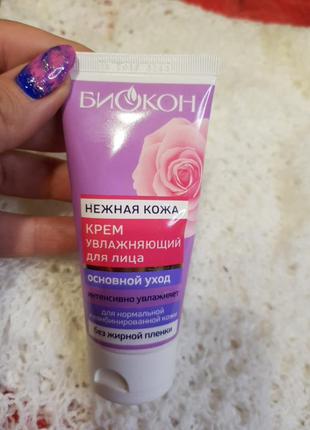 БИОКОН
НЕЖНАЯ КОЖА
КРЕМ
УВЛАЖНЯЮЩИЙ
ДЛЯ ЛИЦА
ОСНОВНОЙ УХОД
интенсивно увлажняет
для нормальной
и комбинированной кожи
без жирной пленки